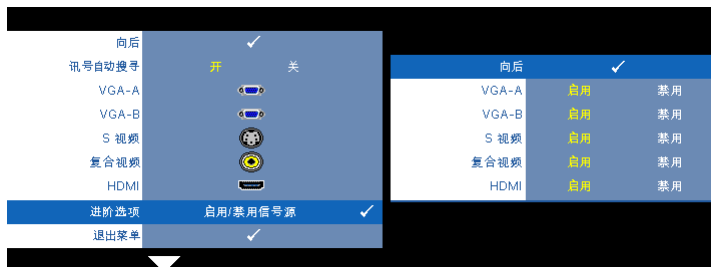 向后
讯号自动搜寻 开 关
VGA-A
VGA-B
S 视频
复合视频
HDMI
进阶选项 启用/禁用信号源
退出菜单
向后
VGA-A 启用 禁用
VGA-B 启用 禁用
S 视频 启用 禁用
复合视频 启用 禁用
HDMI 启用 禁用